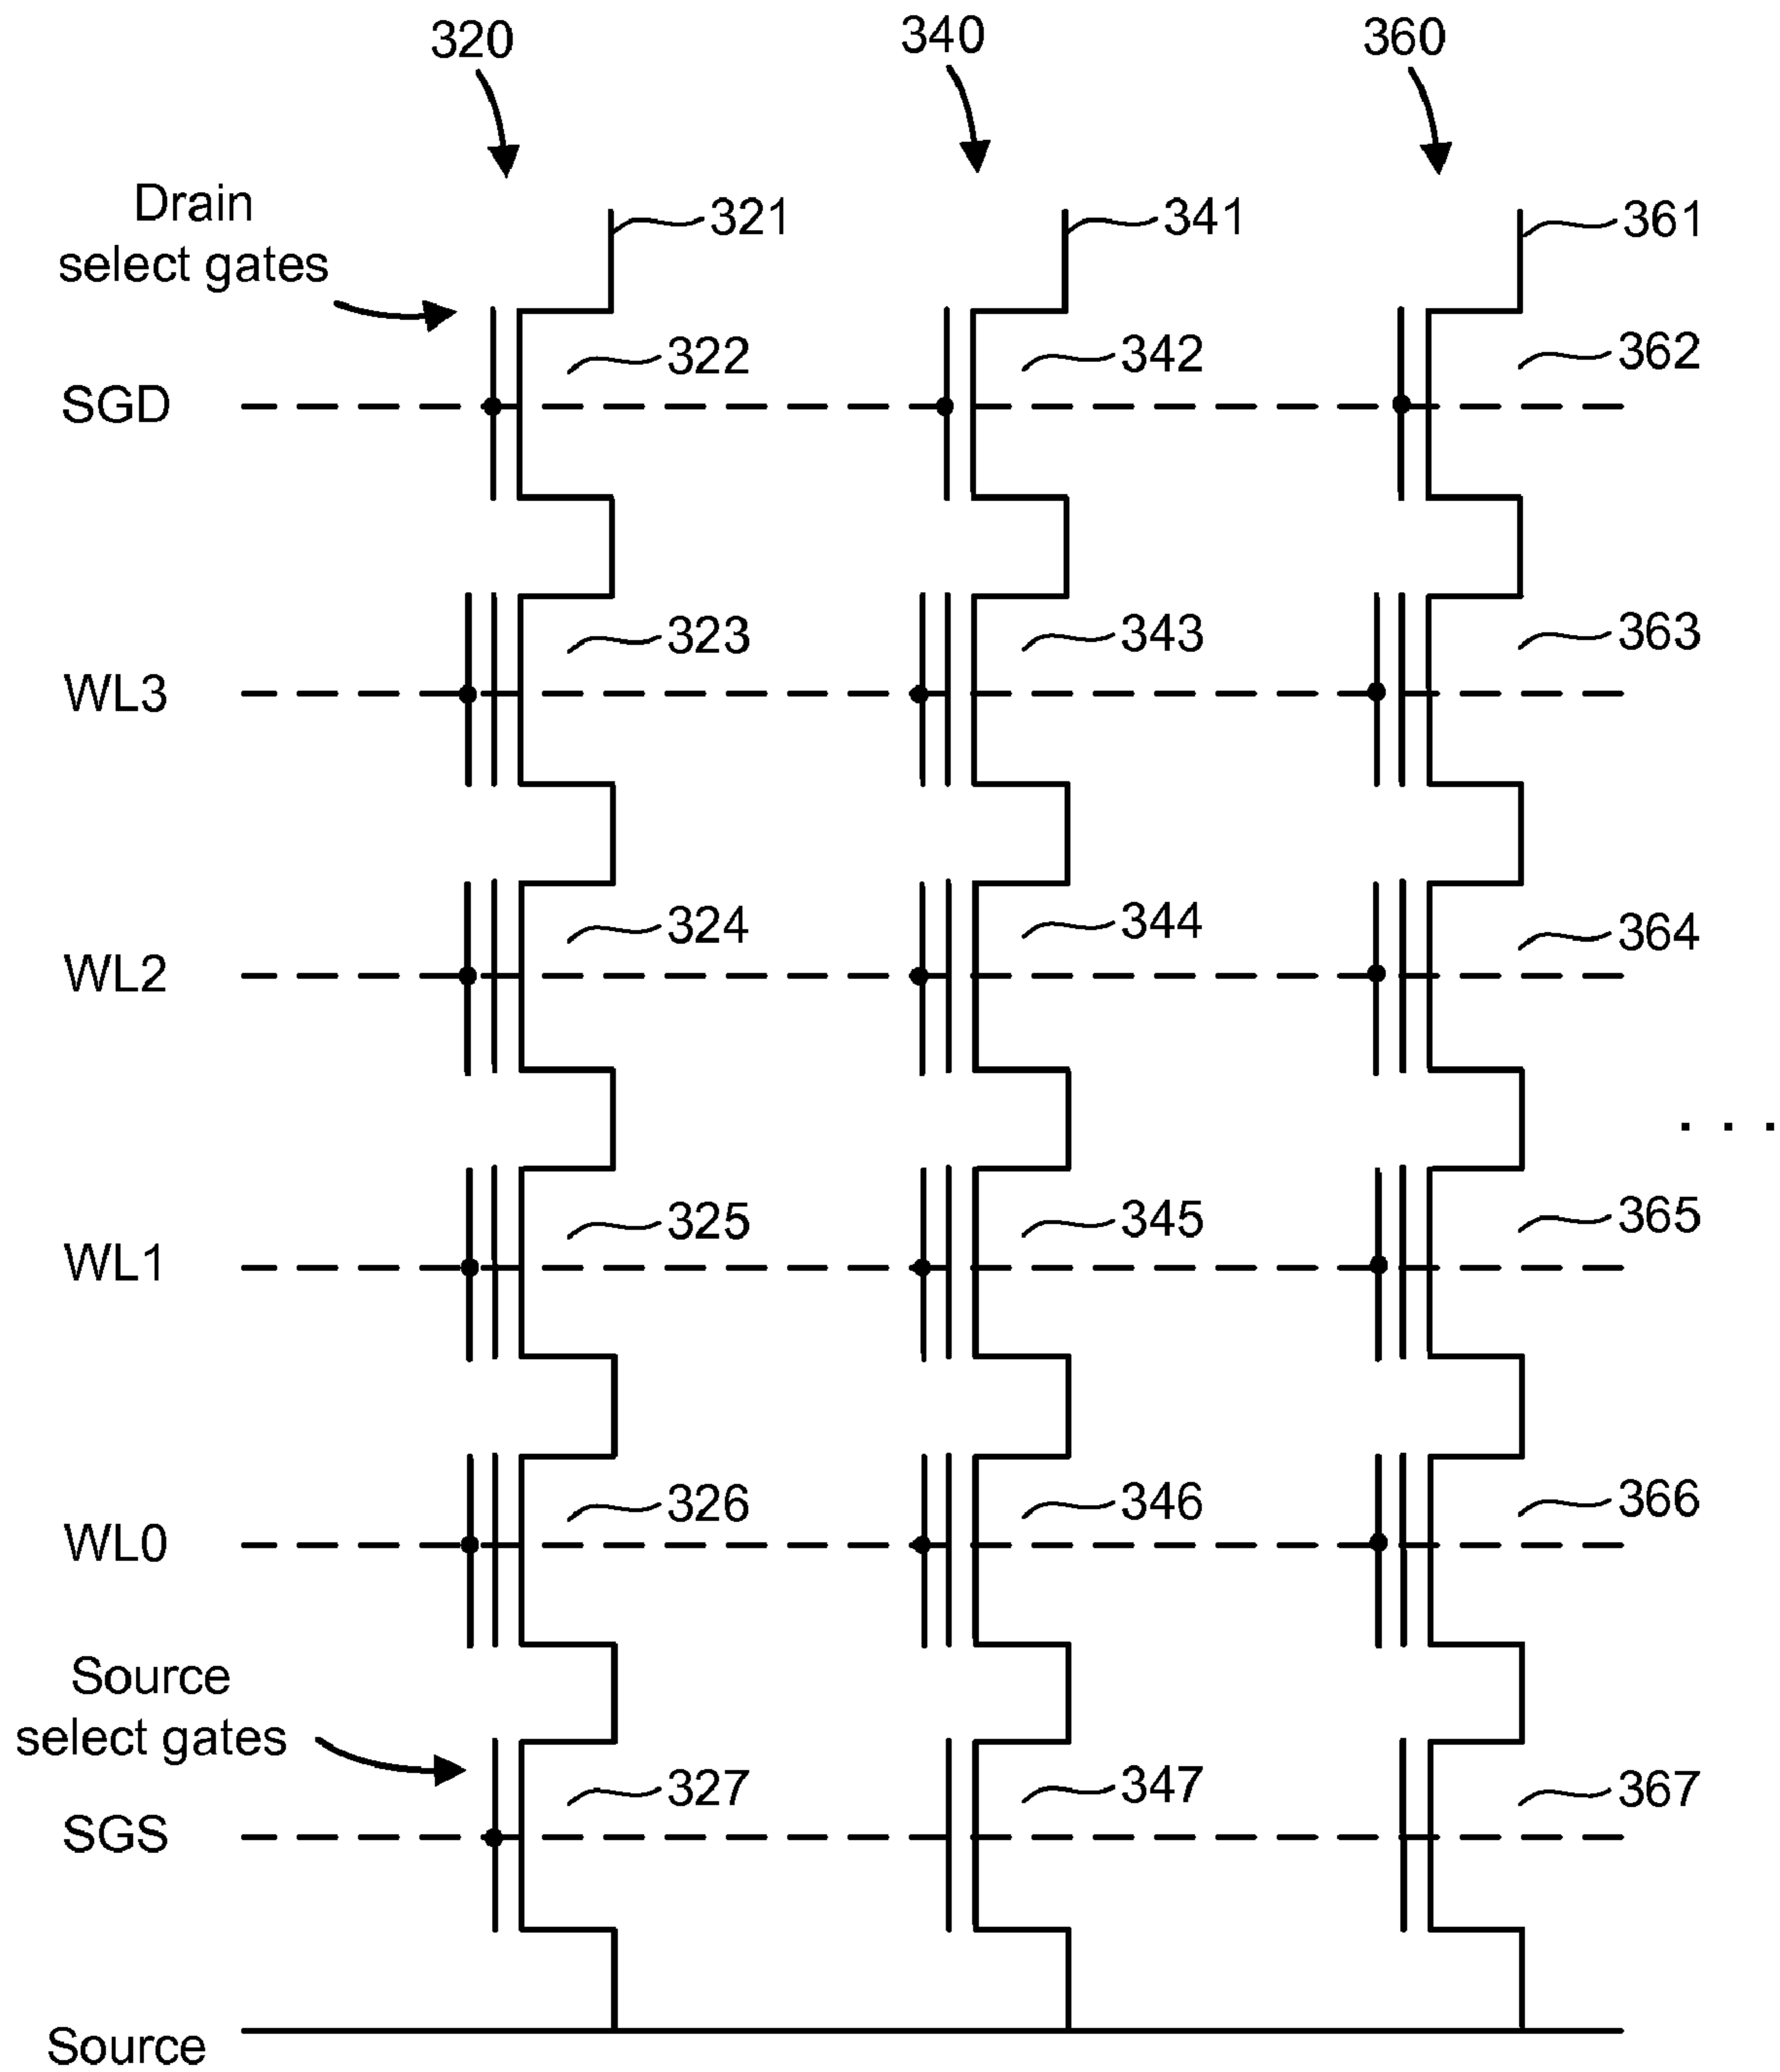 320 340 360
Drain
select gates
321 341 361
322 342 362
SGD
323 343 363
WL3
324 344 364
WL2
. . .
325 345 365
WL1
326 346 366
WL0
Source
select gates
327 347 367
SGS
Source